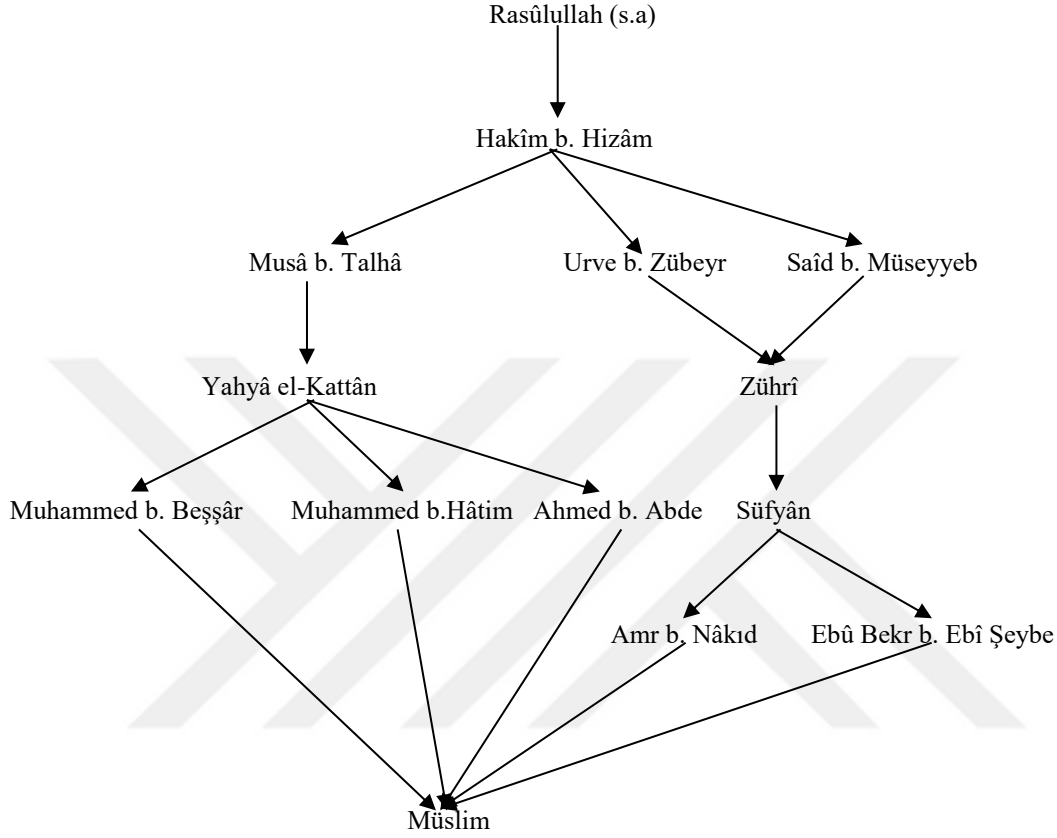 Rasûlullah (s.a)
Hakîm b. Hizâm
Musâ b. Talhâ Urve b. Zübeyr Saîd b. Müseyyeb
Yahyâ el-Kattân Zührî
Muhammed b. Beşşâr Muhammed b.Hâtim Ahmed b. Abde Süfyân
Amr b. Nâkıd Ebû Bekr b. Ebî Şeybe
Müslim